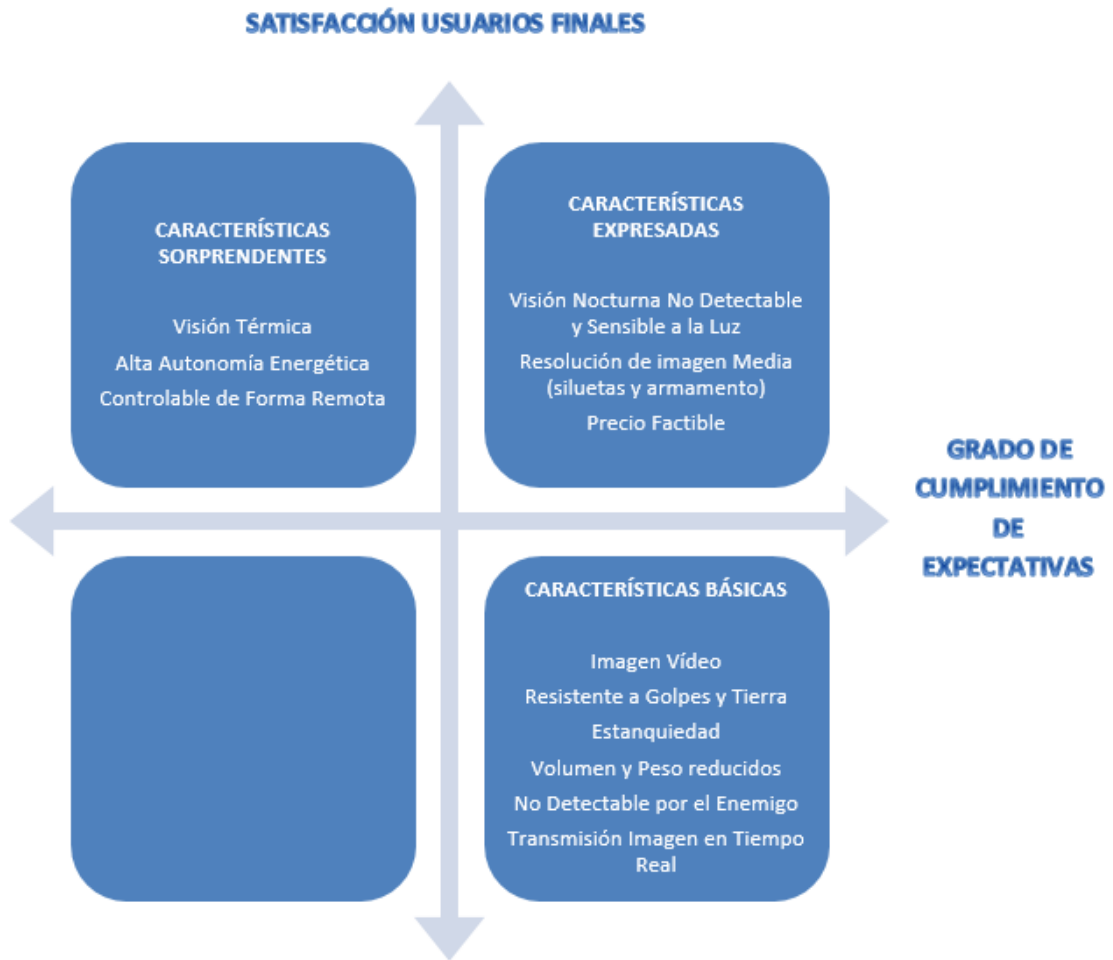 SATISFACCIÓN USUARIOS FINALES
CARACTERÍSTICAS
SORPRENDENTES
Visión Térmica
Alta Autonomía Energética
Controlable de Forma Remota
CARACTERÍSTICAS
EXPRESADAS
Visión Nocturna No Detectable
y Sensible a la Luz
Resolución de imagen Media
(siluetas y armamento)
Precio Factible
GRADO DE
CUMPLIMIENTO
DE
EXPECTATIVAS
CARACTERÍSTICAS BÁSICAS
Imagen Vídeo
Resistente a Golpes y Tierra
Estanquiedad
Volumen y Peso reducidos
No Detectable por el Enemigo
Transmisión Imagen en Tiempo
Real